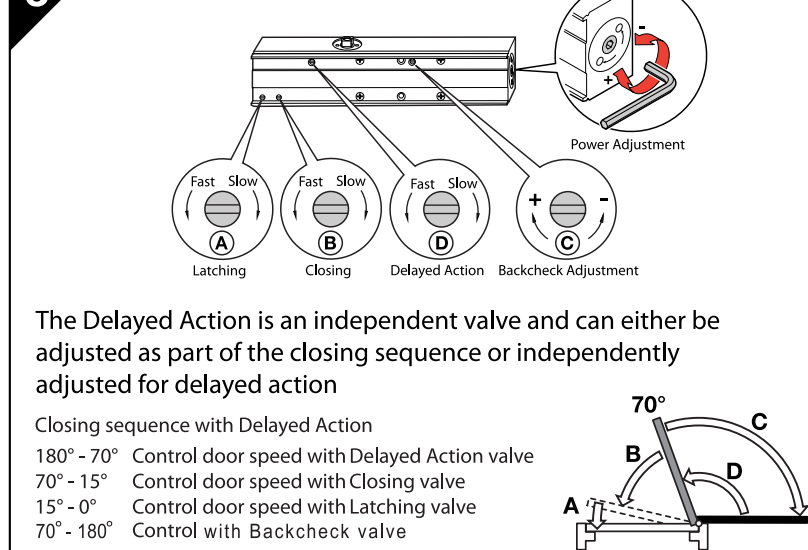 -
+
Power Adjustment
Fast Slow
A
Latching
Fast Slow
B
Closing
Fast Slow
D
Delayed Action
+ -
C
Backcheck Adjustment
The Delayed Action is an independent valve and can either be
adjusted as part of the closing sequence or independently
adjusted for delayed action
Closing sequence with Delayed Action
180° - 70° Control door speed with Delayed Action valve
70° - 15° Control door speed with Closing valve
15° - 0° Control door speed with Latching valve
70° - 180° Control with Backcheck valve
70°
C
B
D
A